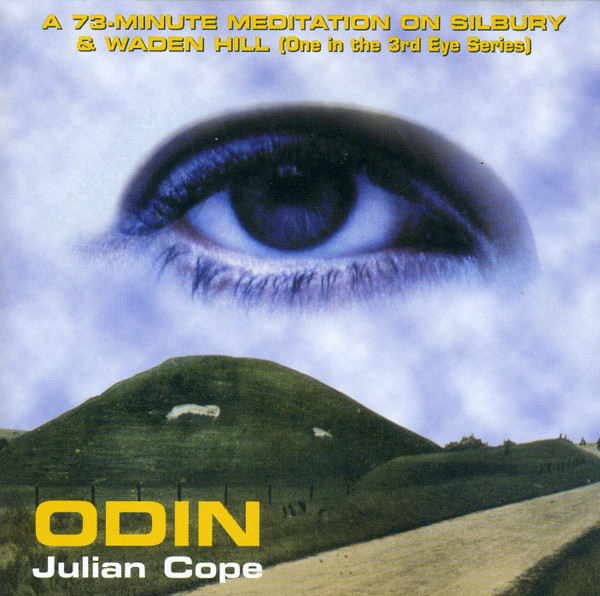 A 73-MINUTE MEDITATION ON SILBURY
& WADEN HILL (One in the 3rd Eye Series)
ODIN
Julian Cope